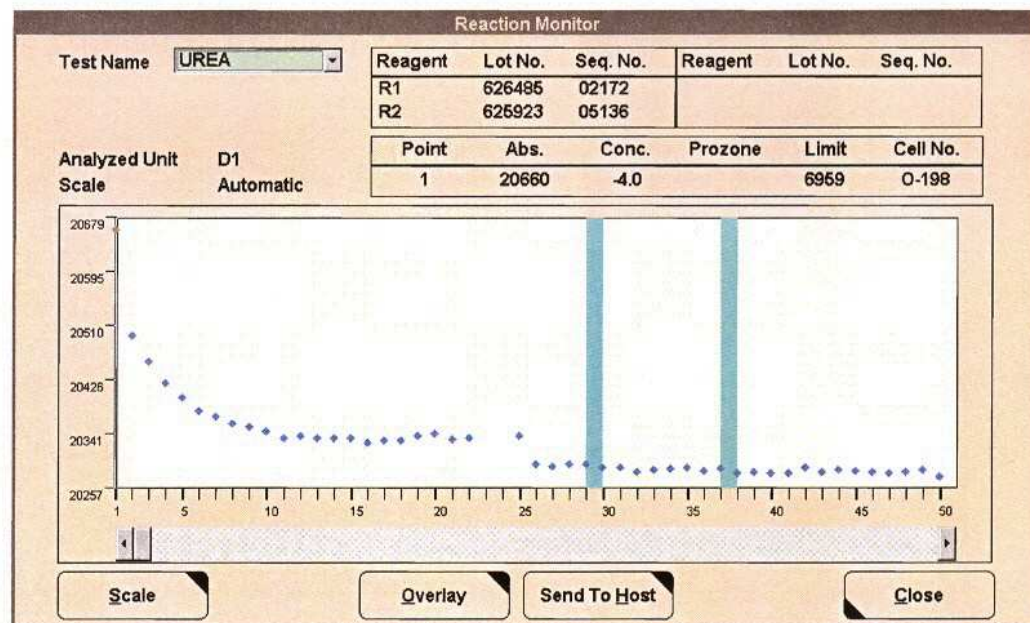 Reaction Monitor
Test Name UREA
Reagent Lot No. Seq. No. Reagent Lot No. Seq. No.
R1 626485 02172
R2 625923 05136
Analyzed Unit D1
Scale Automatic
Point Abs. Conc. Prozone Limit Cell No.
1 20660 -4.0 6959 O-198
20679
20595
20510
20426
20341
20257
1 5 10 15 20 25 30 35 40 45 50
Scale Overlay Send To Host Close